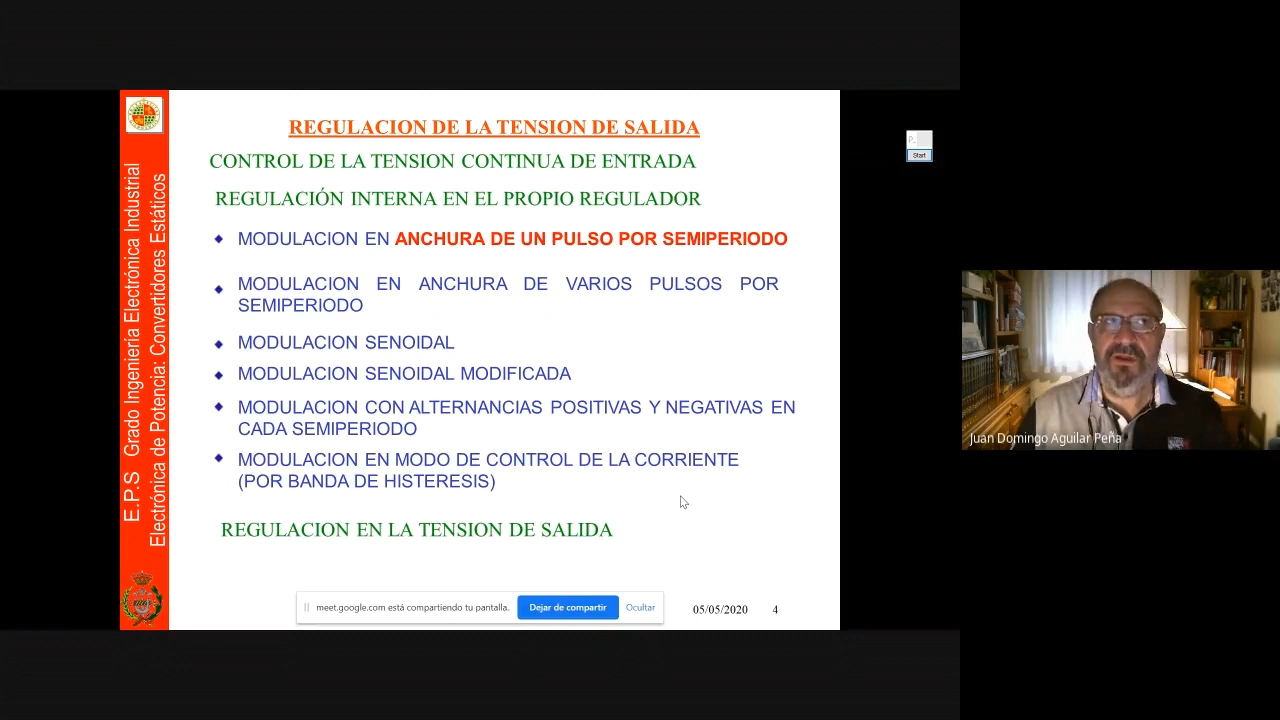 REGULACION DE LA TENSION DE SALIDA
CONTROL DE LA TENSION CONTINUA DE ENTRADA
REGULACIÓN INTERNA EN EL PROPIO REGULADOR
MODULACION EN ANCHURA DE UN PULSO POR SEMIPERIODO
MODULACION EN ANCHURA DE VARIOS PULSOS POR
SEMIPERIODO
MODULACION SENOIDAL
MODULACION SENOIDAL MODIFICADA
MODULACION CON ALTERNANCIAS POSITIVAS Y NEGATIVAS EN
CADA SEMIPERIODO
MODULACION EN MODO DE CONTROL DE LA CORRIENTE
(POR BANDA DE HISTERESIS)
REGULACION EN LA TENSION DE SALIDA
meet.google.com está compartiendo tu pantalla.
Dejar de compartir
Ocultar
05/05/2020
4
E.P.S Grado Ingeniería Electrónica Industrial
Electrónica de Potencia: Convertidores Estáticos
Start
Juan Domingo Aguilar Peña